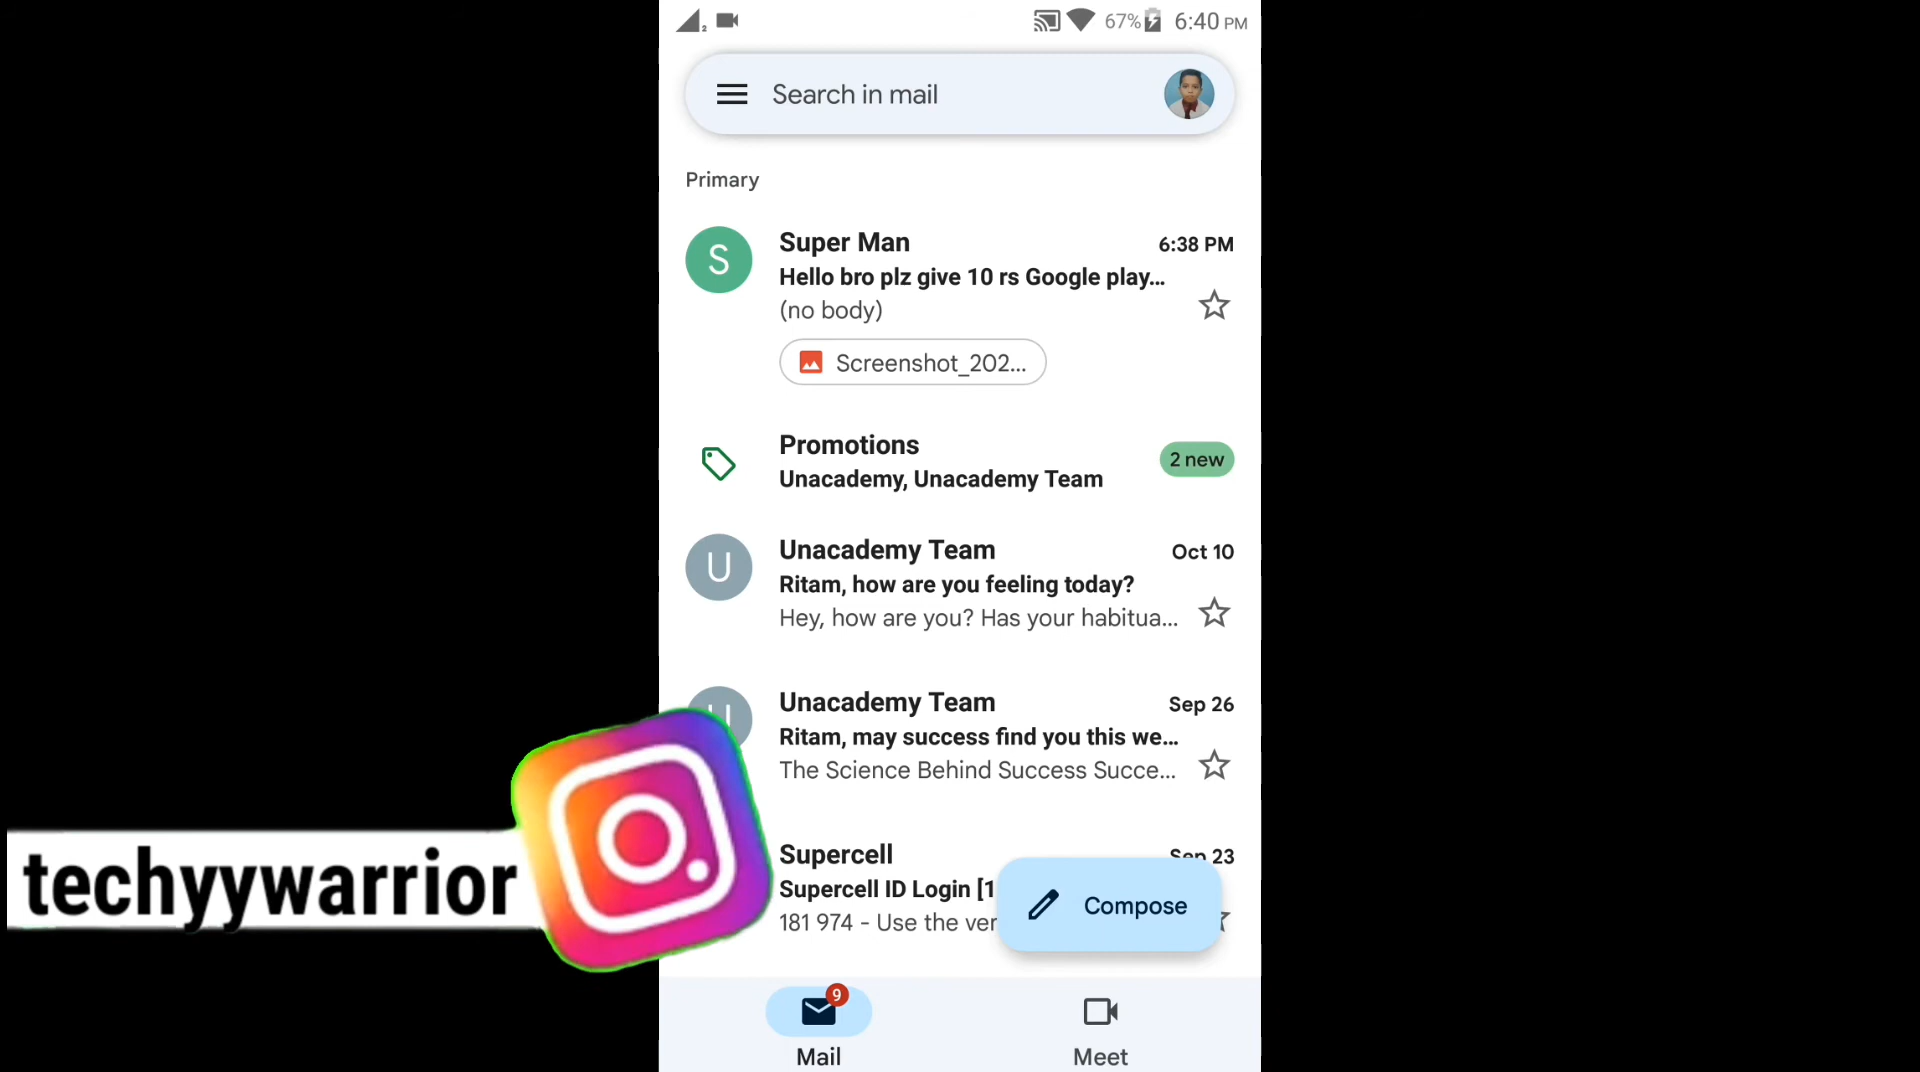 2
67%
6:40 PM
Search in mail
Primary
S
Super Man
6:38 PM
Hello bro plz give 10 rs Google play...
(no body)
Screenshot_202...
Promotions
2 new
Unacademy, Unacademy Team
U
Unacademy Team
Oct 10
Ritam, how are you feeling today?
Hey, how are you? Has your habitua...
U
Unacademy Team
Sep 26
Ritam, may success find you this we...
The Science Behind Success Succe...
Supercell
Sep 23
Supercell ID Login [1
181 974 - Use the ver
Compose
techyywarrior
9
Mail
Meet